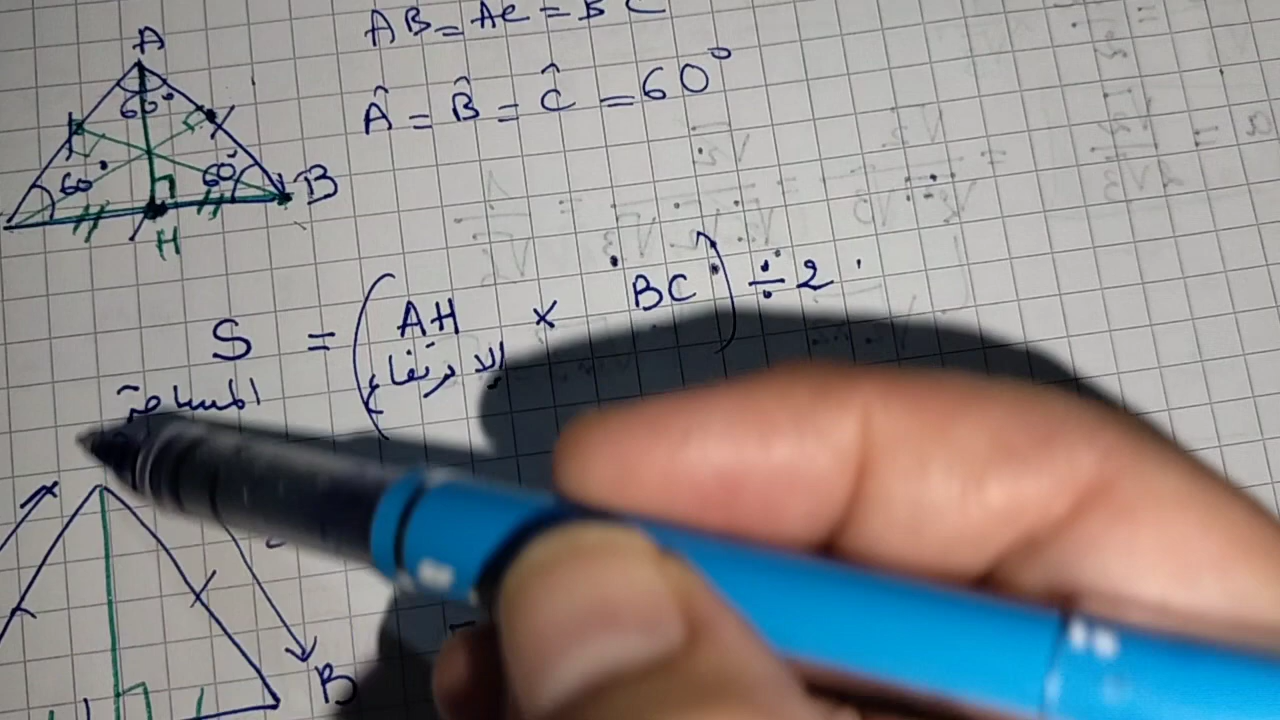 AB = AC = BC
A
Â = B̂ = Ĉ = 60°
60°
60° 60° B
H
S = (AH × BC) ÷ 2
المساحة الارتفاع
B